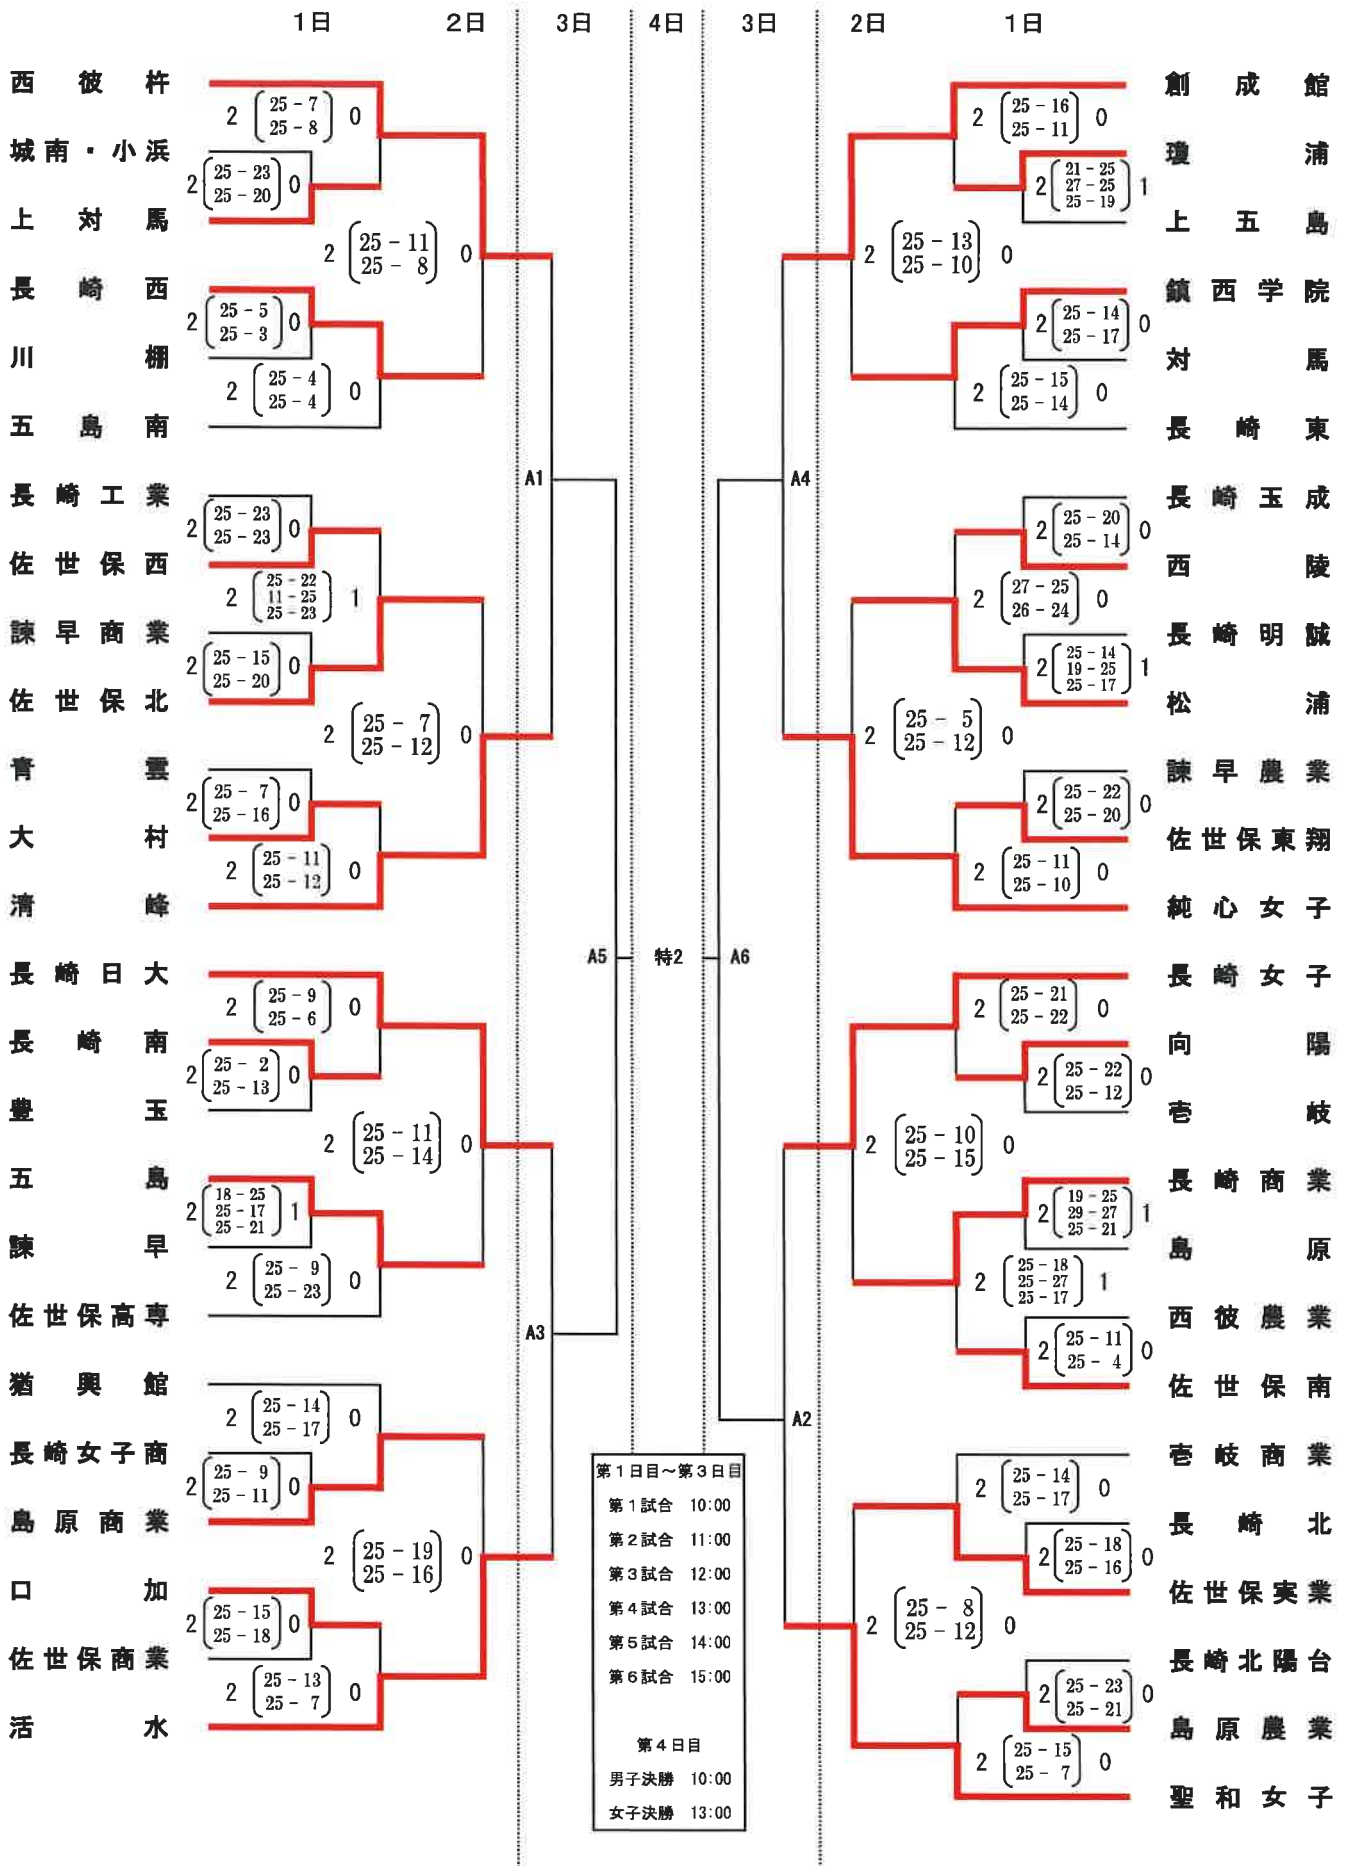 1日 2日 3日 4日 3日 2日 1日
西彼杵
2 25-7 25-8 0
城南・小浜
2 25-23 25-20 0
上対馬
2 25-11 25-8 0
長崎西
2 25-5 25-3 0
川棚
2 25-4 25-4 0
五島南
A1
長崎工業
2 25-23 25-23 0
佐世保西
2 25-22 11-25 25-23 1
諫早商業
2 25-15 25-20 0
佐世保北
2 25-7 25-12 0
青雲
2 25-7 25-16 0
大村
2 25-11 25-12 0
清峰
A5 特2 A6
長崎日大
2 25-9 25-6 0
長崎南
2 25-2 25-13 0
豊玉
2 25-11 25-14 0
五島
2 18-25 25-17 25-21 1
諫早
2 25-9 25-23 0
佐世保高専
A3
猶興館
2 25-14 25-17 0
長崎女子商
2 25-9 25-11 0
島原商業
2 25-19 25-16 0
口加
2 25-15 25-18 0
佐世保商業
2 25-13 25-7 0
活水
創成館
2 25-16 25-11 0
瓊浦
2 21-25 27-25 25-19 1
上五島
2 25-13 25-10 0
鎮西学院
2 25-14 25-17 0
対馬
2 25-15 25-14 0
長崎東
A4
長崎玉成
2 25-20 25-14 0
西陵
2 27-25 26-24 0
長崎明誠
2 25-14 19-25 25-17 1
松浦
2 25-5 25-12 0
諫早農業
2 25-22 25-20 0
佐世保東翔
2 25-11 25-10 0
純心女子
長崎女子
2 25-21 25-22 0
向陽
2 25-22 25-12 0
壱岐
2 25-10 25-15 0
長崎商業
2 19-25 29-27 25-21 1
島原
2 25-18 25-27 25-17 1
西彼農業
2 25-11 25-4 0
佐世保南
A2
壱岐商業
2 25-14 25-17 0
長崎北
2 25-18 25-16 0
佐世保実業
2 25-8 25-12 0
長崎北陽台
2 25-23 25-21 0
島原農業
2 25-15 25-7 0
聖和女子
第1日目～第3日目
第1試合 10:00
第2試合 11:00
第3試合 12:00
第4試合 13:00
第5試合 14:00
第6試合 15:00
第4日目
男子決勝 10:00
女子決勝 13:00